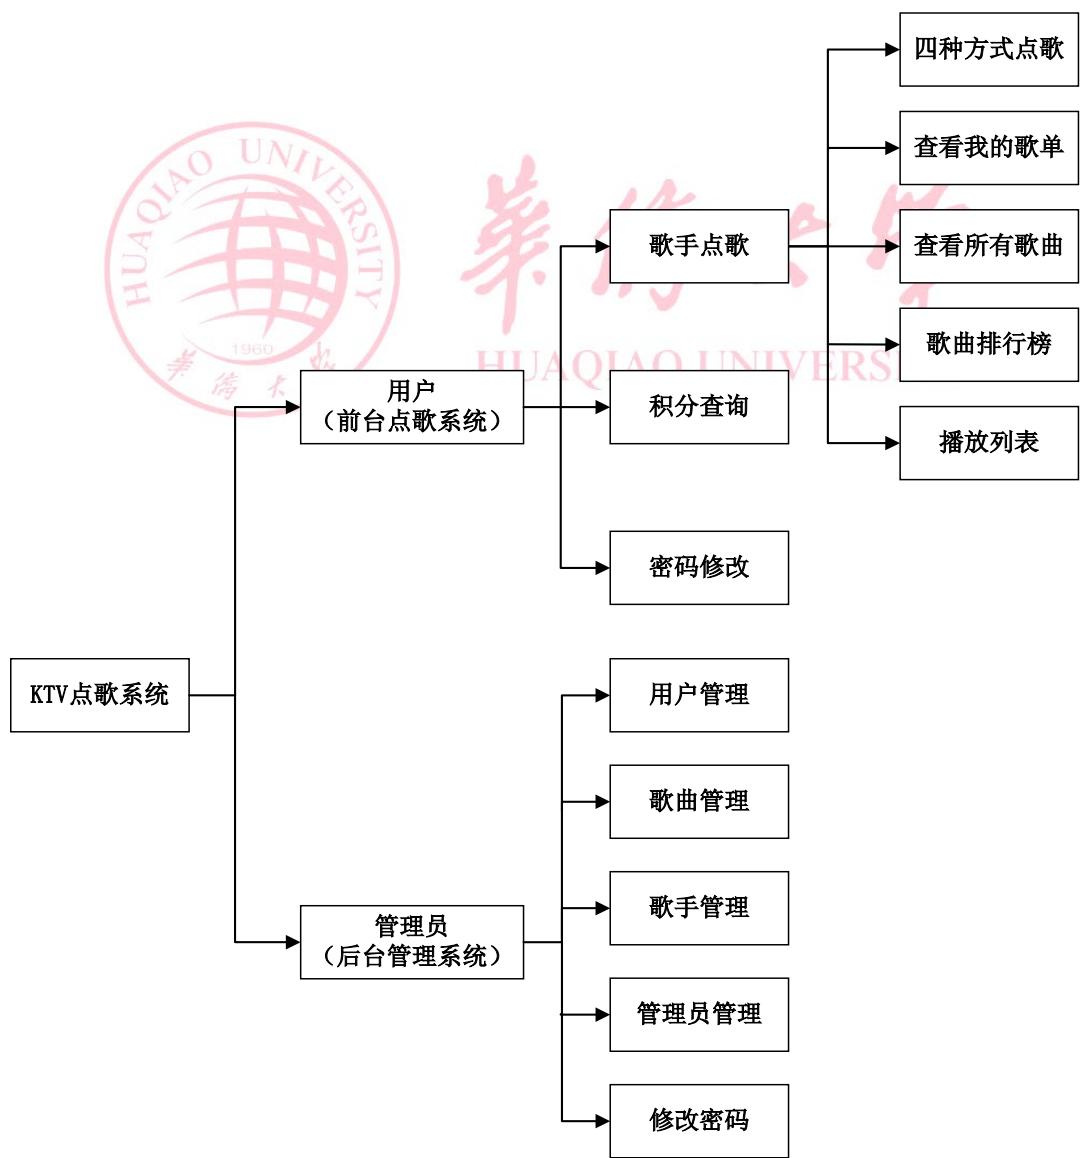 四种方式点歌
查看我的歌单
歌手点歌
查看所有歌曲
歌曲排行榜
播放列表
用户
（前台点歌系统）
积分查询
密码修改
KTV点歌系统
用户管理
歌曲管理
歌手管理
管理员
（后台管理系统）
管理员管理
修改密码
HUAQIAO UNIVERSITY
1960
HUAQIAO UNIVERS